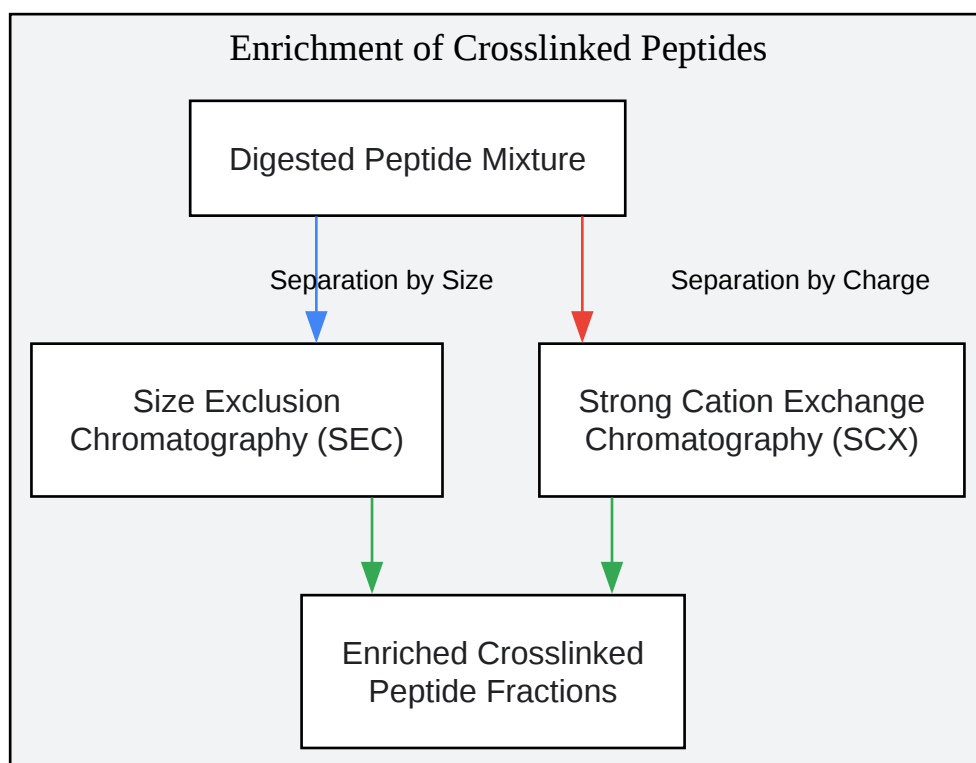 Enrichment of Crosslinked Peptides
Digested Peptide Mixture
Separation by Size
Separation by Charge
Size Exclusion
Chromatography (SEC)
Strong Cation Exchange
Chromatography (SCX)
Enriched Crosslinked
Peptide Fractions